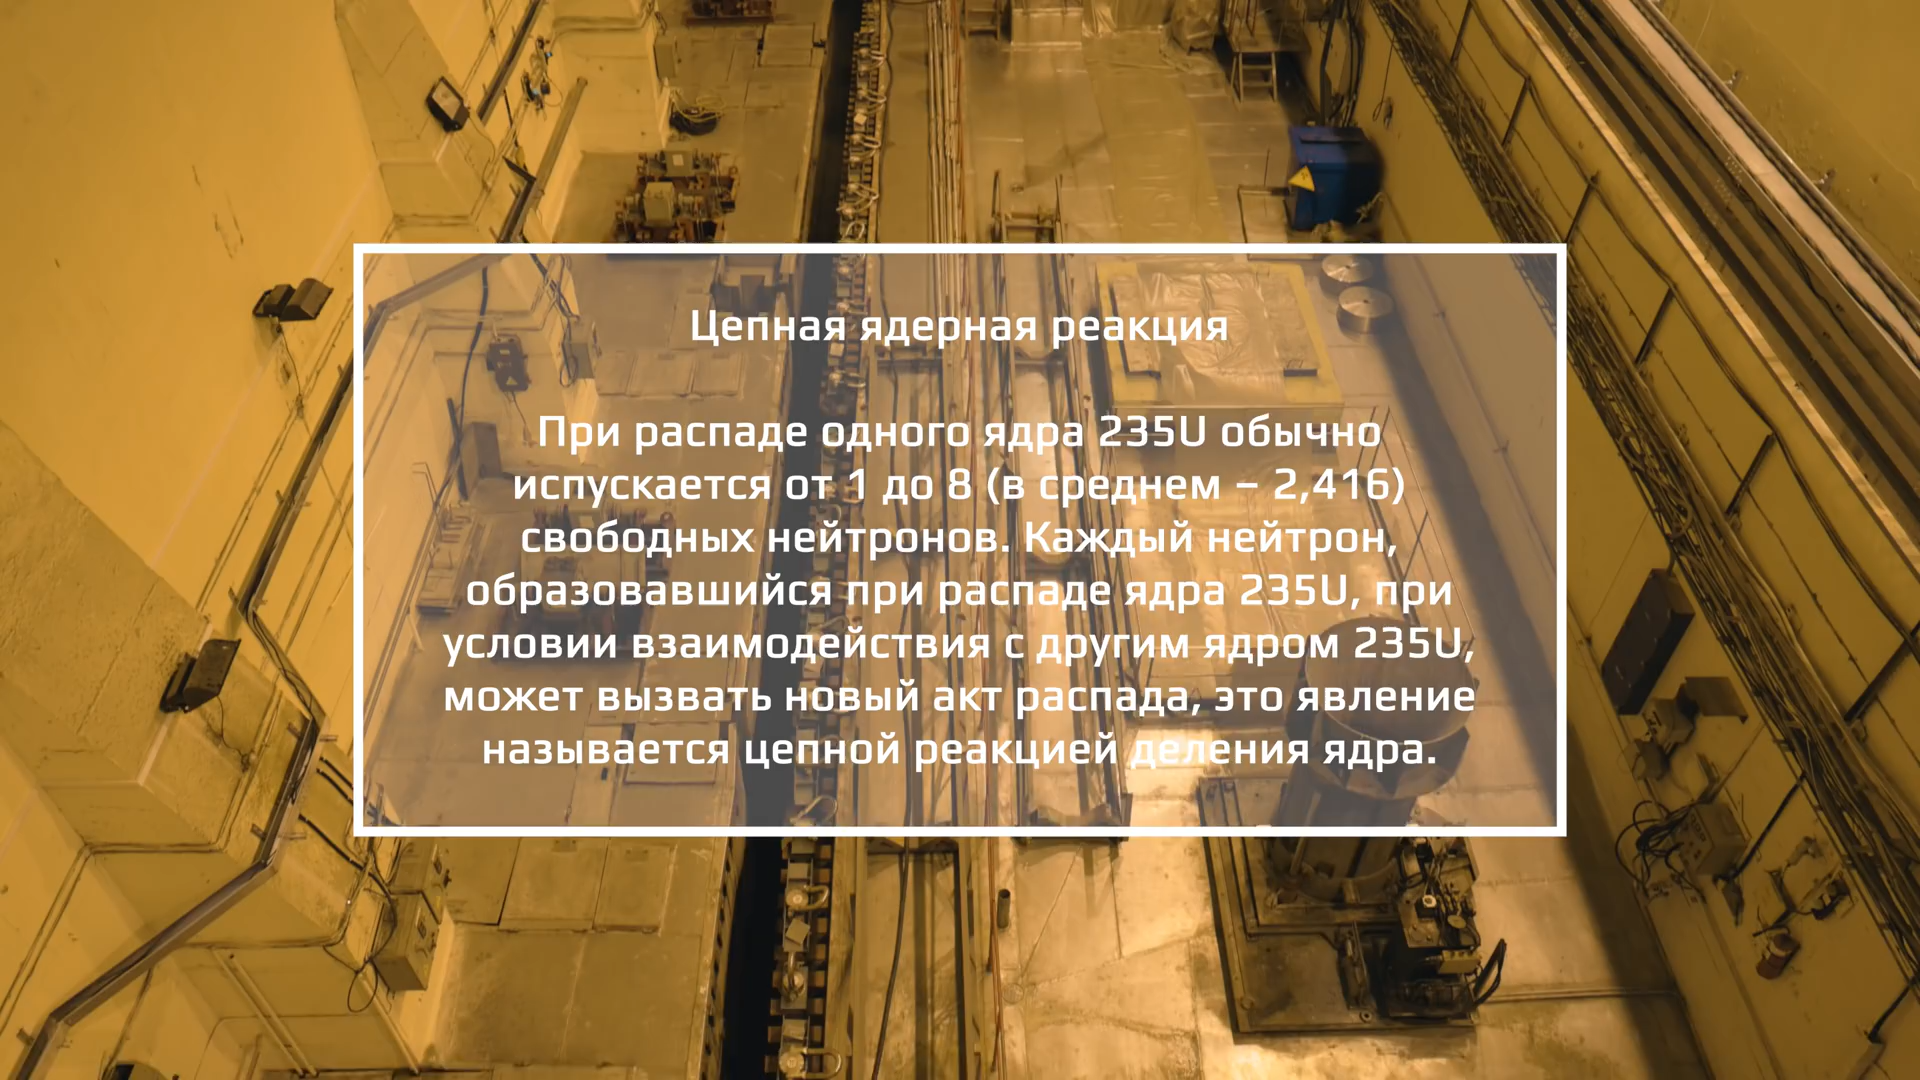 Цепная ядерная реакция
При распаде одного ядра 235U обычно
испускается от 1 до 8 (в среднем – 2,416)
свободных нейтронов. Каждый нейтрон,
образовавшийся при распаде ядра 235U, при
условии взаимодействия с другим ядром 235U,
может вызвать новый акт распада, это явление
называется цепной реакцией деления ядра.